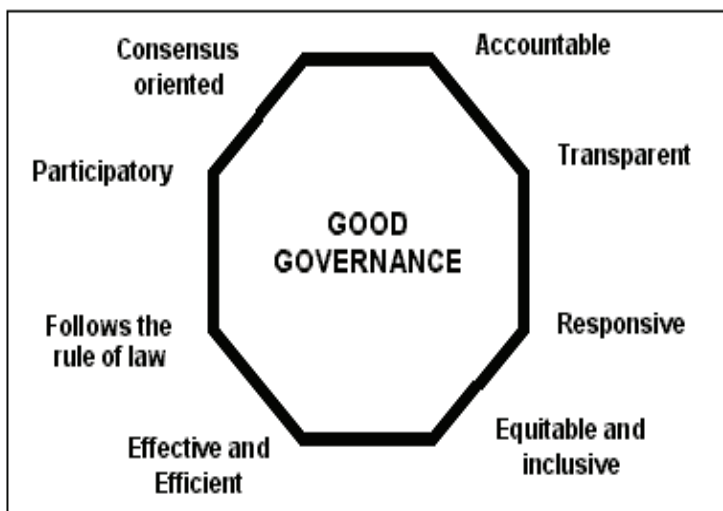 Consensus
oriented
Accountable
Participatory
Transparent
GOOD
GOVERNANCE
Follows the
rule of law
Responsive
Effective and
Efficient
Equitable and
inclusive